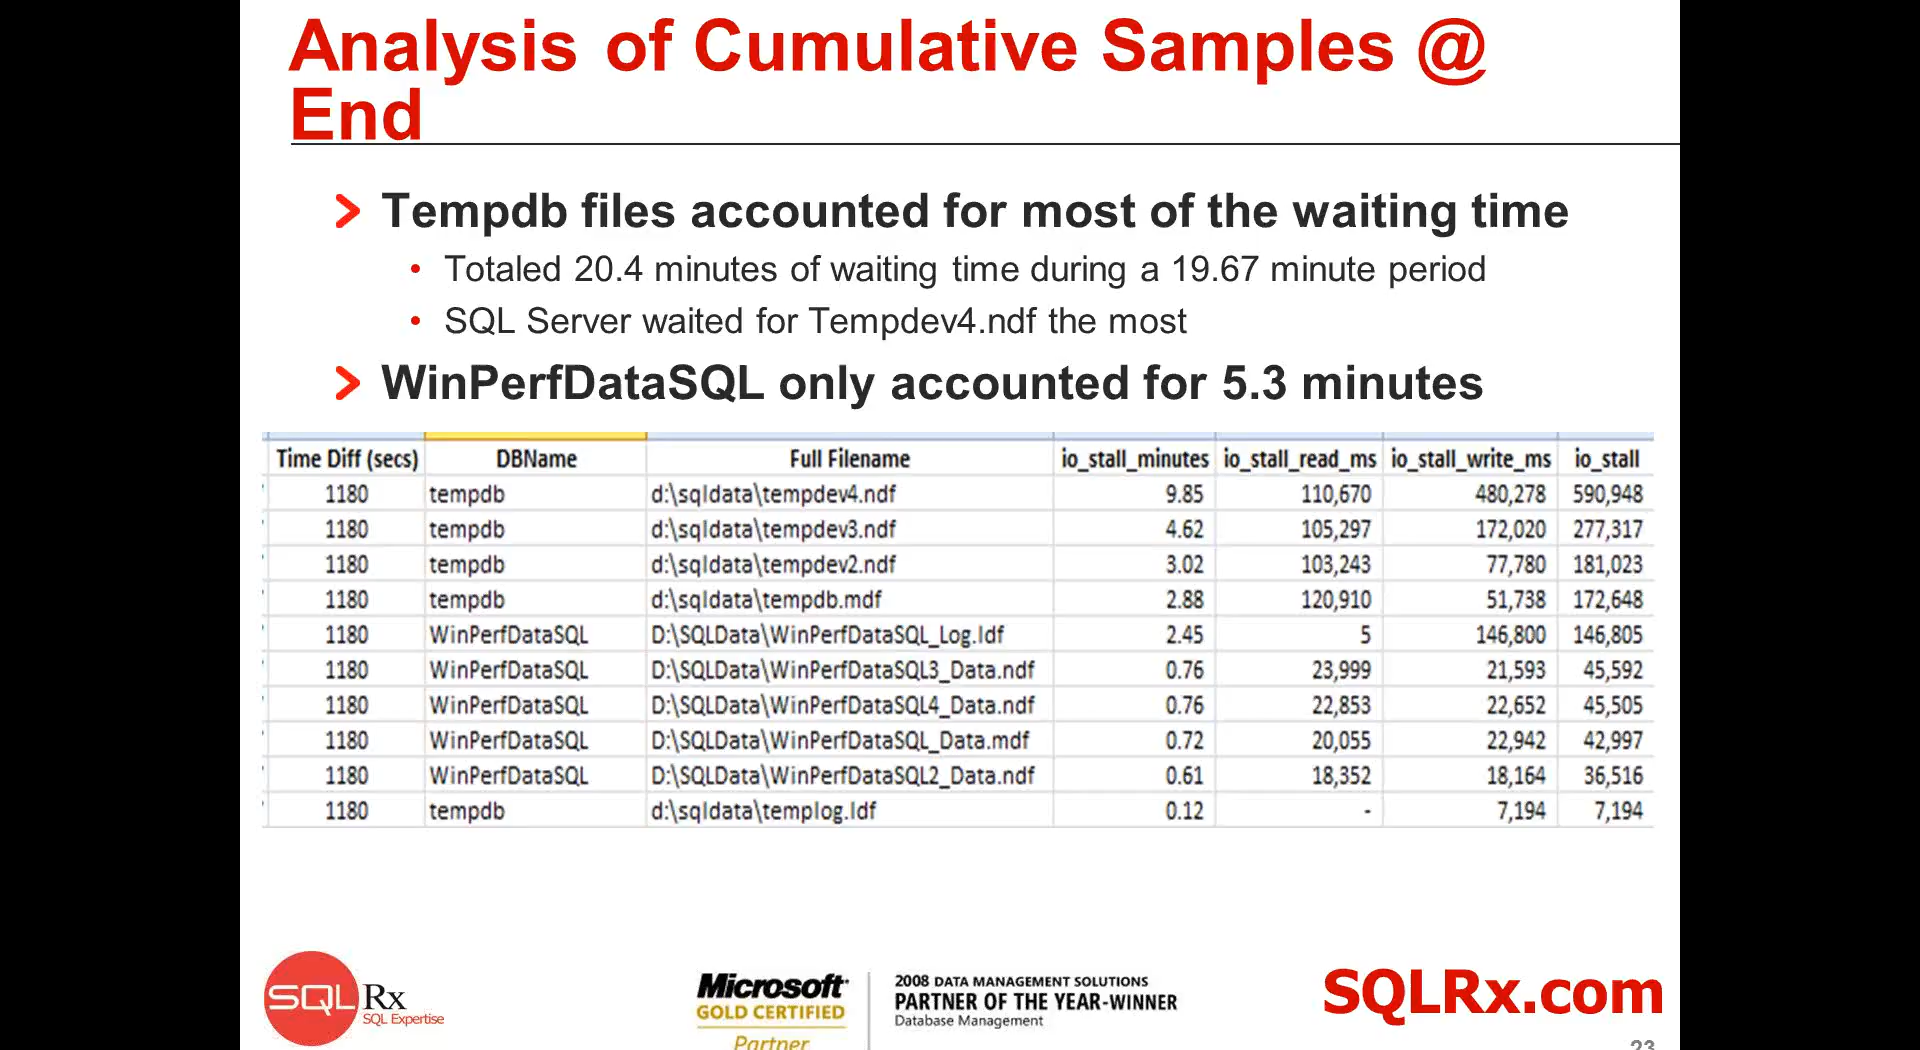 Analysis of Cumulative Samples @
End
Tempdb files accounted for most of the waiting time
• Totaled 20.4 minutes of waiting time during a 19.67 minute period
• SQL Server waited for Tempdev4.ndf the most
WinPerfDataSQL only accounted for 5.3 minutes
Time Diff (secs) DBName Full Filename io_stall_minutes io_stall_read_ms io_stall_write_ms io_stall
1180 tempdb d:\sqldata\tempdev4.ndf 9.85 110,670 480,278 590,948
1180 tempdb d:\sqldata\tempdev3.ndf 4.62 105,297 172,020 277,317
1180 tempdb d:\sqldata\tempdev2.ndf 3.02 103,243 77,780 181,023
1180 tempdb d:\sqldata\tempdb.mdf 2.88 120,910 51,738 172,648
1180 WinPerfDataSQL D:\SQLData\WinPerfDataSQL_Log.ldf 2.45 5 146,800 146,805
1180 WinPerfDataSQL D:\SQLData\WinPerfDataSQL3_Data.ndf 0.76 23,999 21,593 45,592
1180 WinPerfDataSQL D:\SQLData\WinPerfDataSQL4_Data.ndf 0.76 22,853 22,652 45,505
1180 WinPerfDataSQL D:\SQLData\WinPerfDataSQL_Data.mdf 0.72 20,055 22,942 42,997
1180 WinPerfDataSQL D:\SQLData\WinPerfDataSQL2_Data.ndf 0.61 18,352 18,164 36,516
1180 tempdb d:\sqldata\templog.ldf 0.12 - 7,194 7,194
SQL Rx
SQL Expertise
Microsoft
GOLD CERTIFIED
Partner
2008 DATA MANAGEMENT SOLUTIONS
PARTNER OF THE YEAR-WINNER
Database Management
SQLRx.com
23